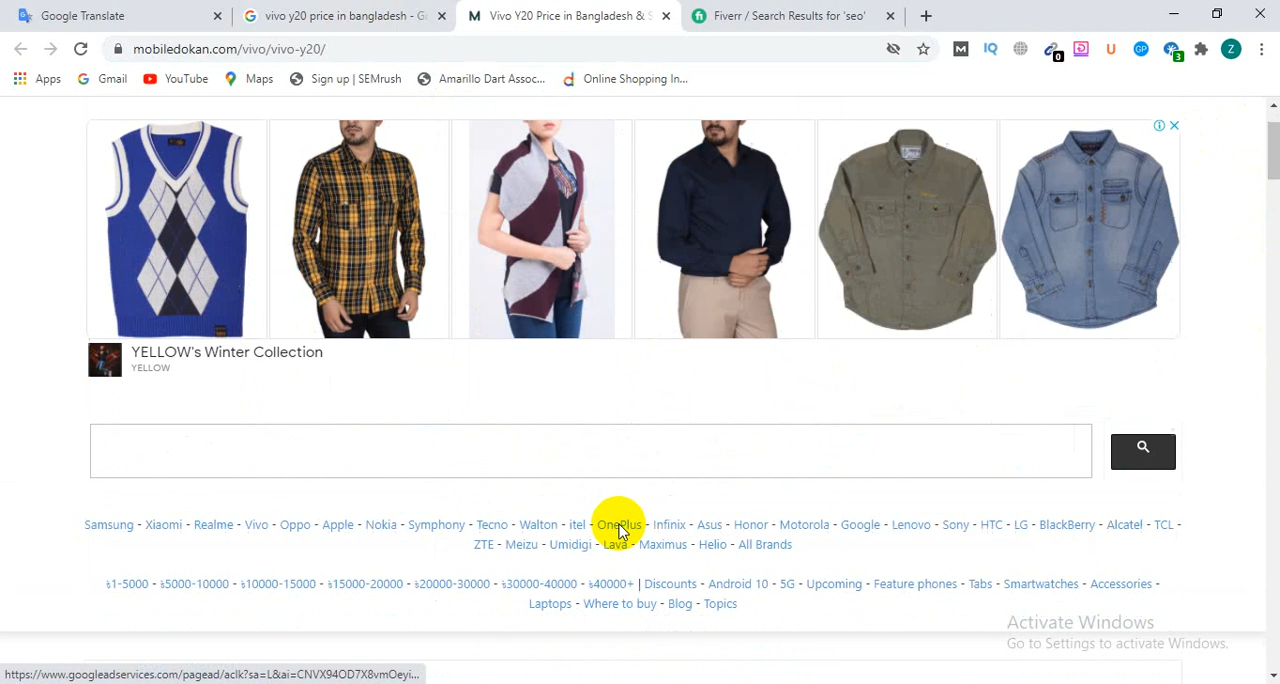 Google Translate
vivo y20 price in bangladesh - Go
M Vivo Y20 Price in Bangladesh & S
fi Fiverr / Search Results for 'seo'
mobiledokan.com/vivo/vivo-y20/
M IQ 0 U GP 3 Z
Apps Gmail YouTube Maps Sign up | SEMrush Amarillo Dart Assoc... Online Shopping In...
YELLOW's Winter Collection
YELLOW
Samsung - Xiaomi - Realme - Vivo - Oppo - Apple - Nokia - Symphony - Tecno - Walton - itel - OnePlus - Infinix - Asus - Honor - Motorola - Google - Lenovo - Sony - HTC - LG - BlackBerry - Alcatel - TCL -
ZTE - Meizu - Umidigi - Lava - Maximus - Helio - All Brands
৳1-5000 - ৳5000-10000 - ৳10000-15000 - ৳15000-20000 - ৳20000-30000 - ৳30000-40000 - ৳40000+ | Discounts - Android 10 - 5G - Upcoming - Feature phones - Tabs - Smartwatches - Accessories -
Laptops - Where to buy - Blog - Topics
Activate Windows
Go to Settings to activate Windows.
https://www.googleadservices.com/pagead/aclk?sa=L&ai=CNVX94OD7X8vmOeyi...